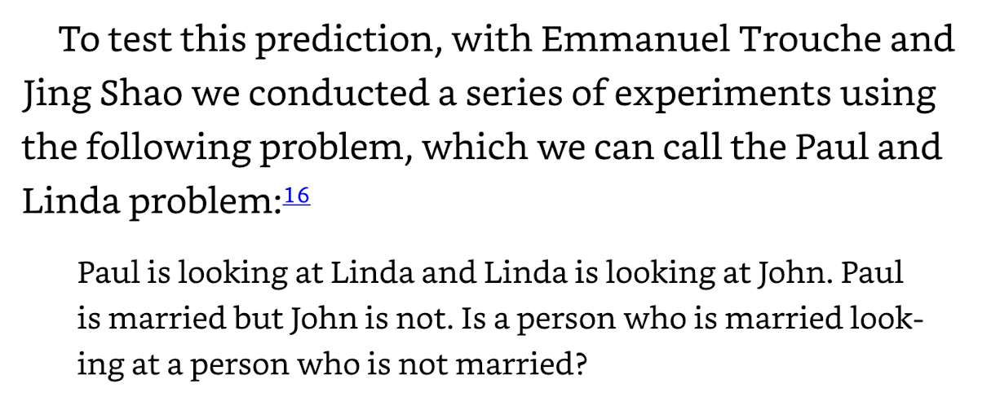 To test this prediction, with Emmanuel Trouche and
Jing Shao we conducted a series of experiments using
the following problem, which we can call the Paul and
Linda problem:16
Paul is looking at Linda and Linda is looking at John. Paul
is married but John is not. Is a person who is married look-
ing at a person who is not married?